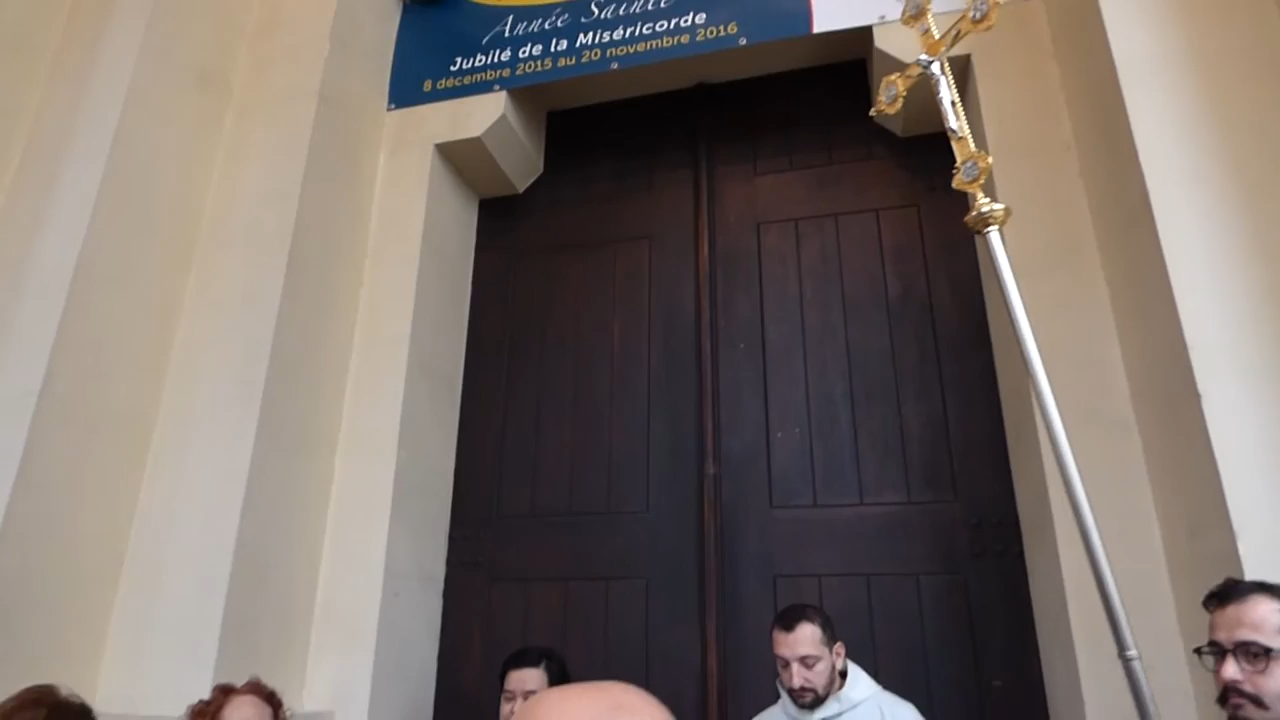 Année Sainte
Jubilé de la Miséricorde
8 décembre 2015 au 20 novembre 2016